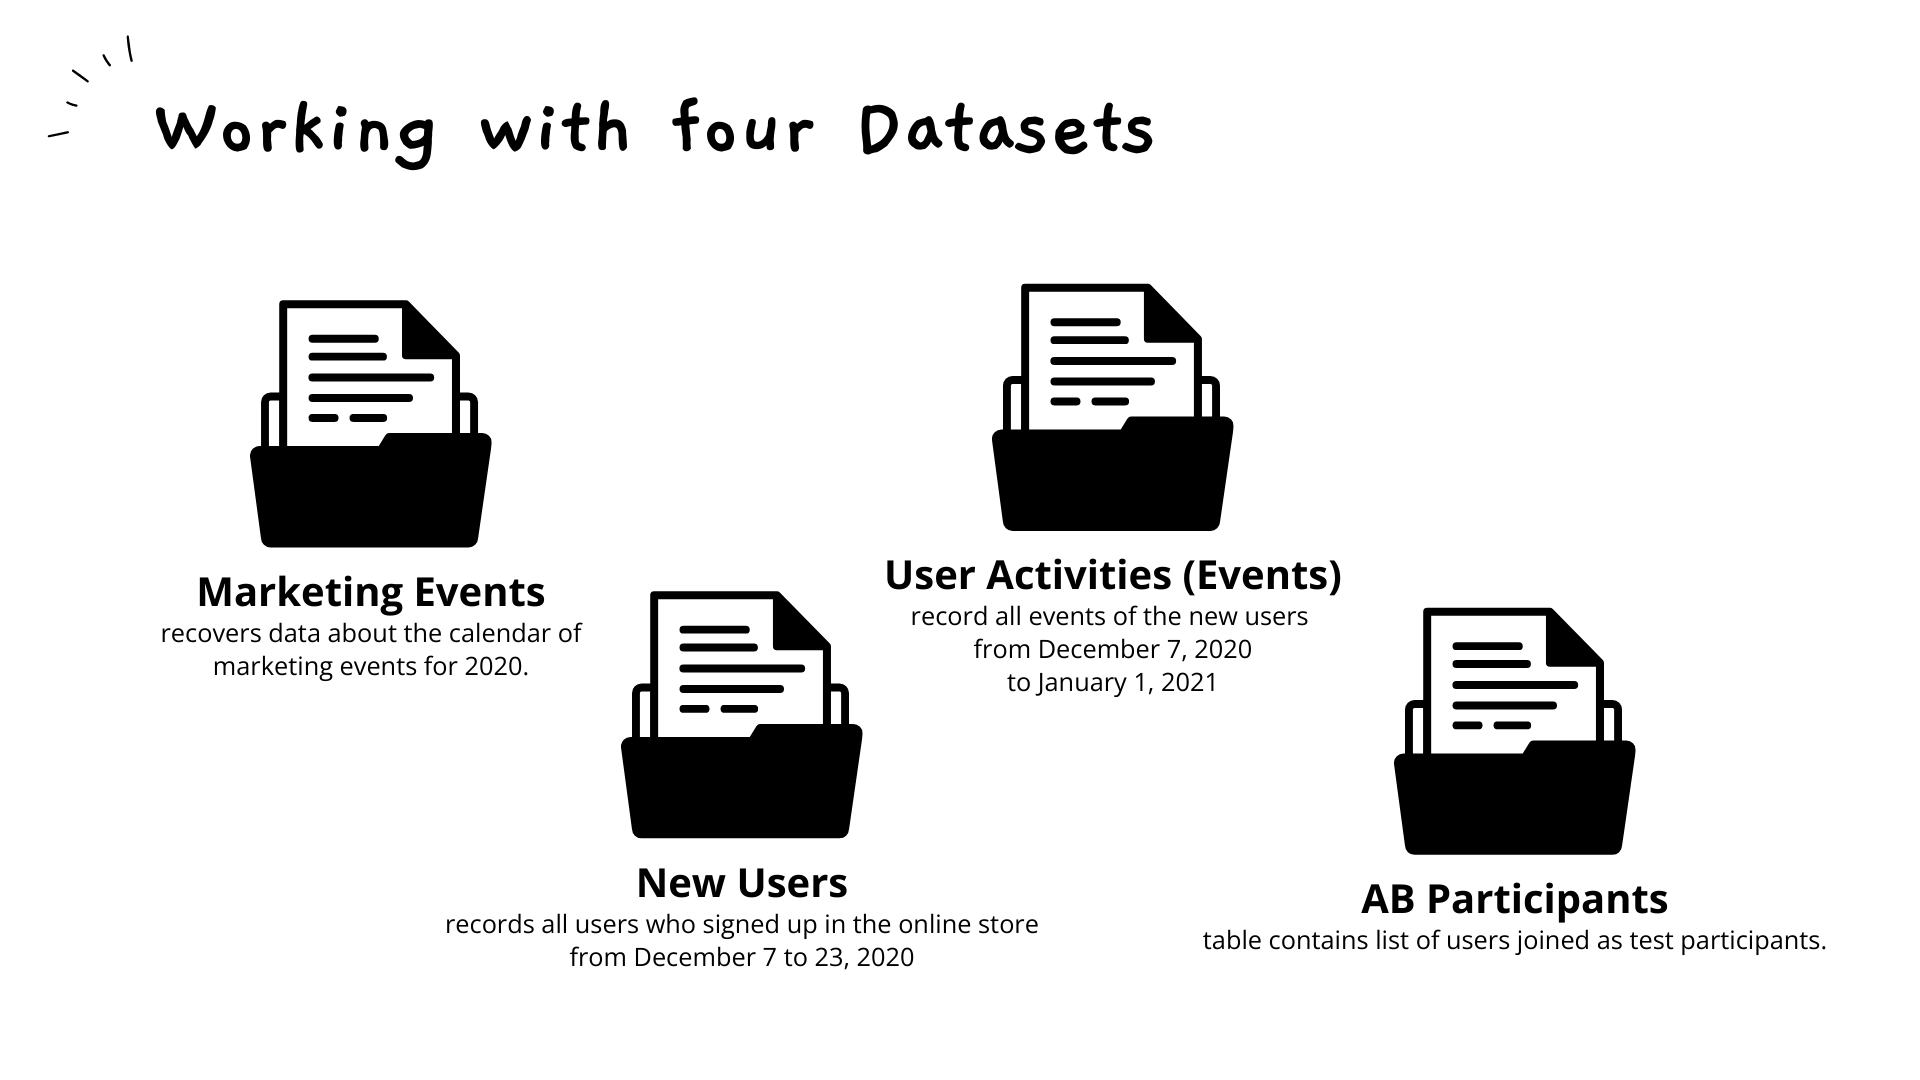 Working with four Datasets
Marketing Events
recovers data about the calendar of
marketing events for 2020.
New Users
records all users who signed up in the online store
from December 7 to 23, 2020
User Activities (Events)
record all events of the new users
from December 7, 2020
to January 1, 2021
AB Participants
table contains list of users joined as test participants.